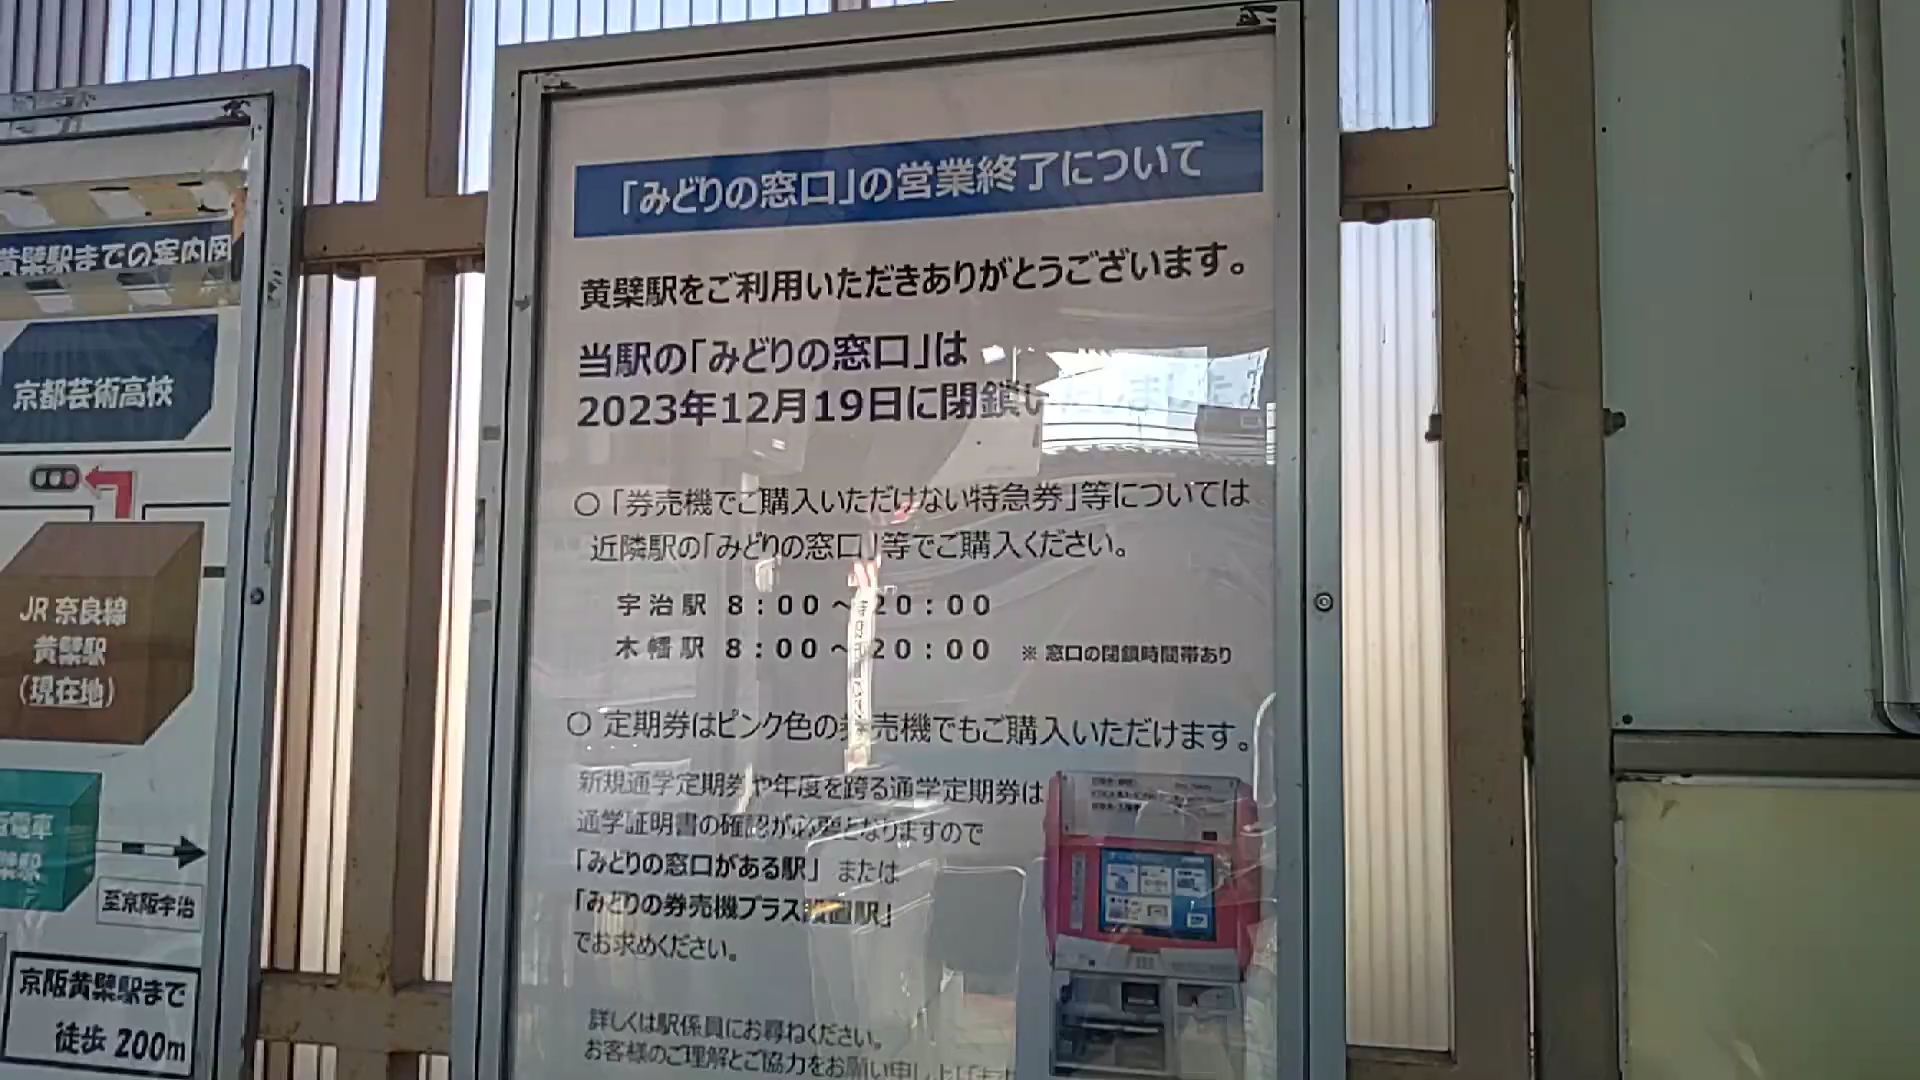 黄檗駅までの案内図
京都芸術高校
JR 奈良線
黄檗駅
(現在地)
電車
至京阪宇治
京阪黄檗駅まで
徒歩 200m
「みどりの窓口」の営業終了について
黄檗駅をご利用いただきありがとうございます。
当駅の「みどりの窓口」は
2023年12月19日に閉鎖いたしました。
○「券売機でご購入いただけない特急券」等については
近隣駅の「みどりの窓口」等でご購入ください。
宇治駅 8:00～20:00
木幡駅 8:00～20:00 ※ 窓口の閉鎖時間帯あり
○ 定期券はピンク色の券売機でもご購入いただけます。
新規通学定期券や年度を跨る通学定期券は
通学証明書の確認が必要となりますので
「みどりの窓口がある駅」 または
「みどりの券売機プラス設置駅」
でお求めください。
詳しくは駅係員にお尋ねください。
お客様のご理解とご協力をお願い申し上げます